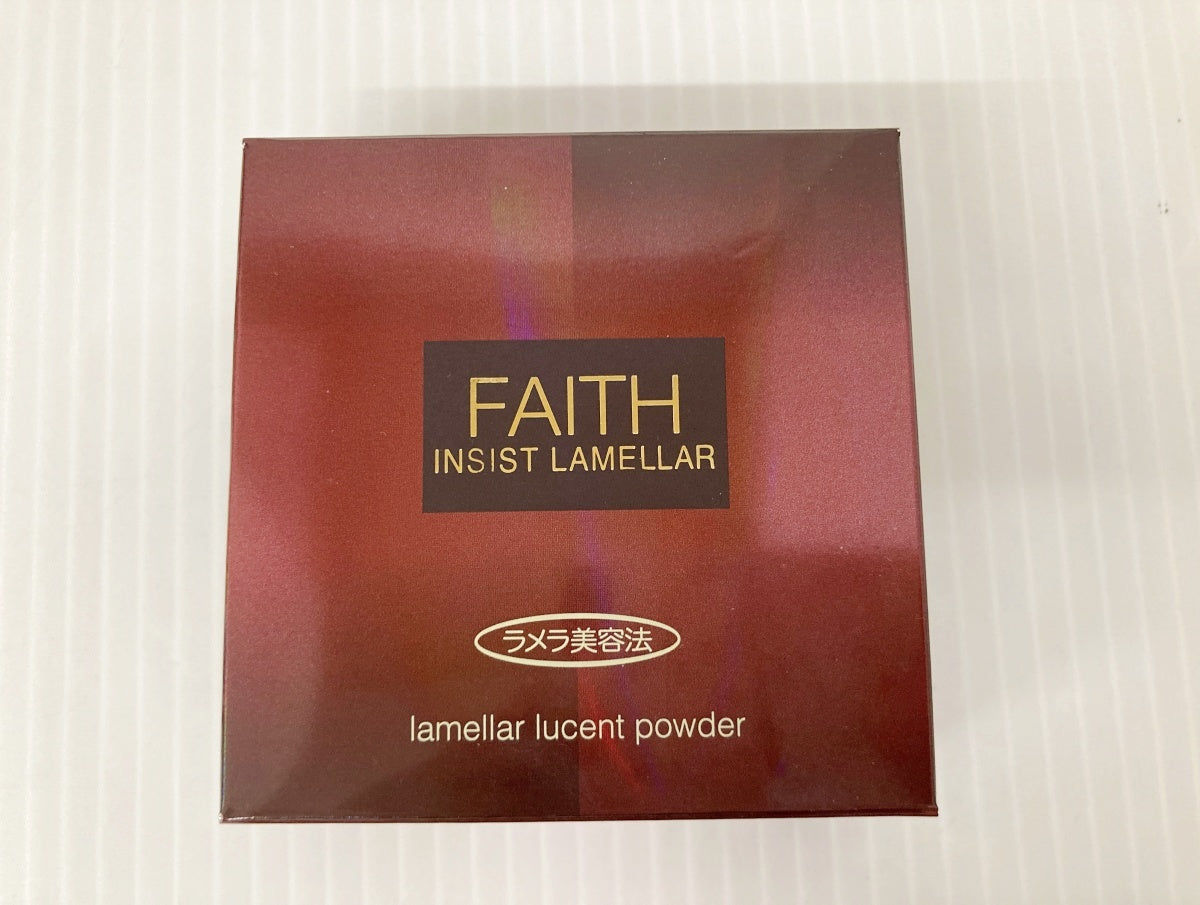 FAITH
INSIST LAMELLAR
ラメラ美容法
lamellar lucent powder